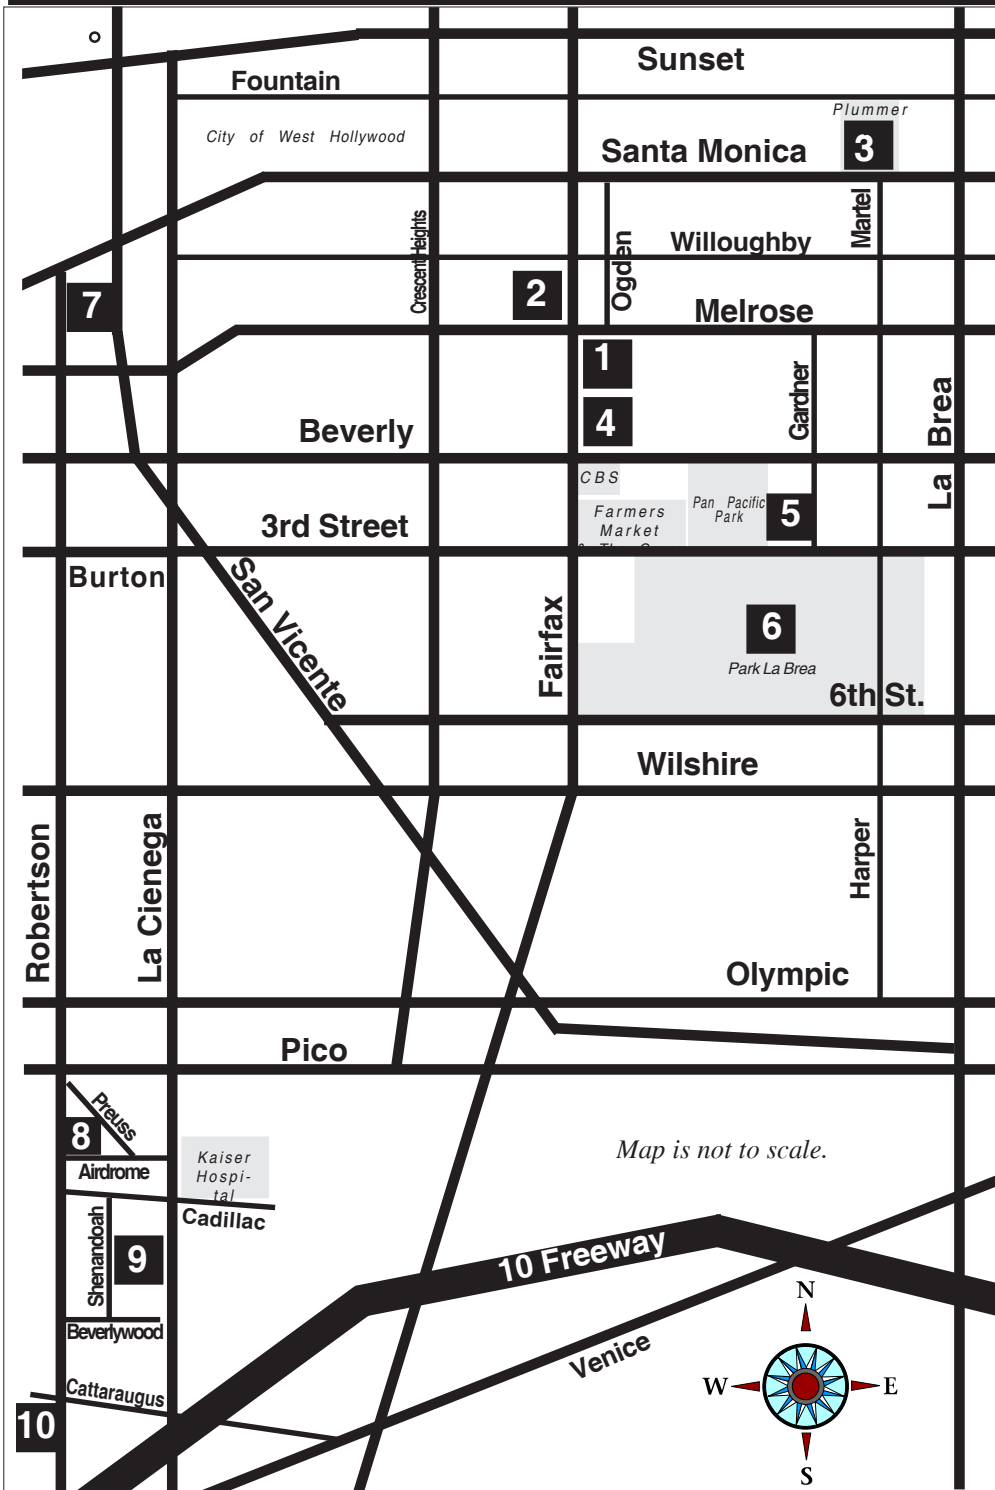 Sunset
Fountain
Plummer
City of West Hollywood
Santa Monica
3
Martel
Crescent Heights
Ogden
Willoughby
2
7
Melrose
1
Gardner
La Brea
4
Beverly
CBS
Pan Pacific
Park
5
Farmers
Market
3rd Street
Burton
San Vicente
Fairfax
6
Park La Brea
6th St.
Wilshire
Robertson
La Cienega
Harper
Olympic
Pico
Preuss
8
Airdrome
Kaiser
Hospi-
tal
Map is not to scale.
Cadillac
Shenandoah
9
10 Freeway
Beverlywood
Venice
N
W
E
S
Cattaraugus
10